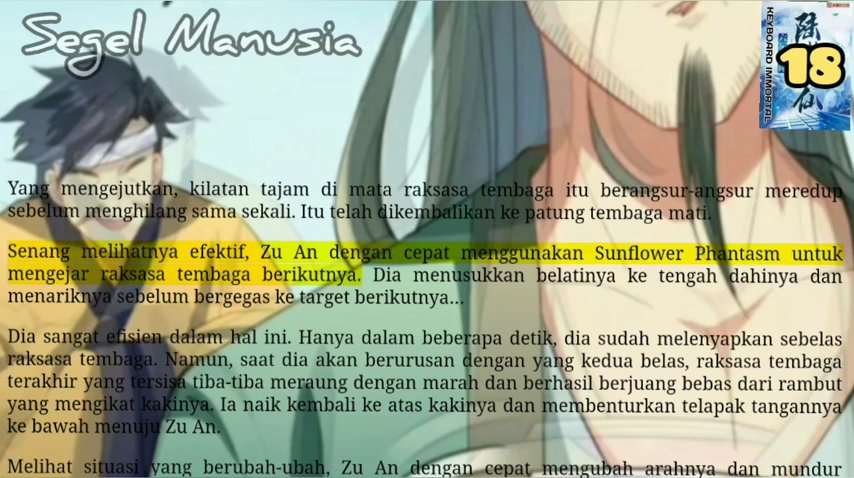 Segel Manusia
KEYBOARD IMMORTAL
陆
仙
18
Yang mengejutkan, kilatan tajam di mata raksasa tembaga itu berangsur-angsur meredup
sebelum menghilang sama sekali. Itu telah dikembalikan ke patung tembaga mati.
Senang melihatnya efektif, Zu An dengan cepat menggunakan Sunflower Phantasm untuk
mengejar raksasa tembaga berikutnya. Dia menusukkan belatinya ke tengah dahinya dan
menariknya sebelum bergegas ke target berikutnya...
Dia sangat efisien dalam hal ini. Hanya dalam beberapa detik, dia sudah melenyapkan sebelas
raksasa tembaga. Namun, saat dia akan berurusan dengan yang kedua belas, raksasa tembaga
terakhir yang tersisa tiba-tiba meraung dengan marah dan berhasil berjuang bebas dari rambut
yang mengikat kakinya. Ia naik kembali ke atas kakinya dan membenturkan telapak tangannya
ke bawah menuju Zu An.
Melihat situasi yang berubah-ubah, Zu An dengan cepat mengubah arahnya dan mundur